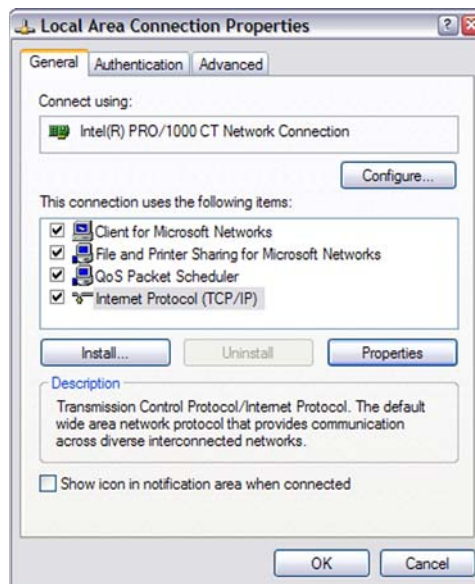 Local Area Connection Properties
General Authentication Advanced
Connect using:
Intel(R) PRO/1000 CT Network Connection
Configure...
This connection uses the following items:
Client for Microsoft Networks
File and Printer Sharing for Microsoft Networks
QoS Packet Scheduler
Internet Protocol (TCP/IP)
Install... Uninstall Properties
Description
Transmission Control Protocol/Internet Protocol. The default
wide area network protocol that provides communication
across diverse interconnected networks.
Show icon in notification area when connected
OK Cancel